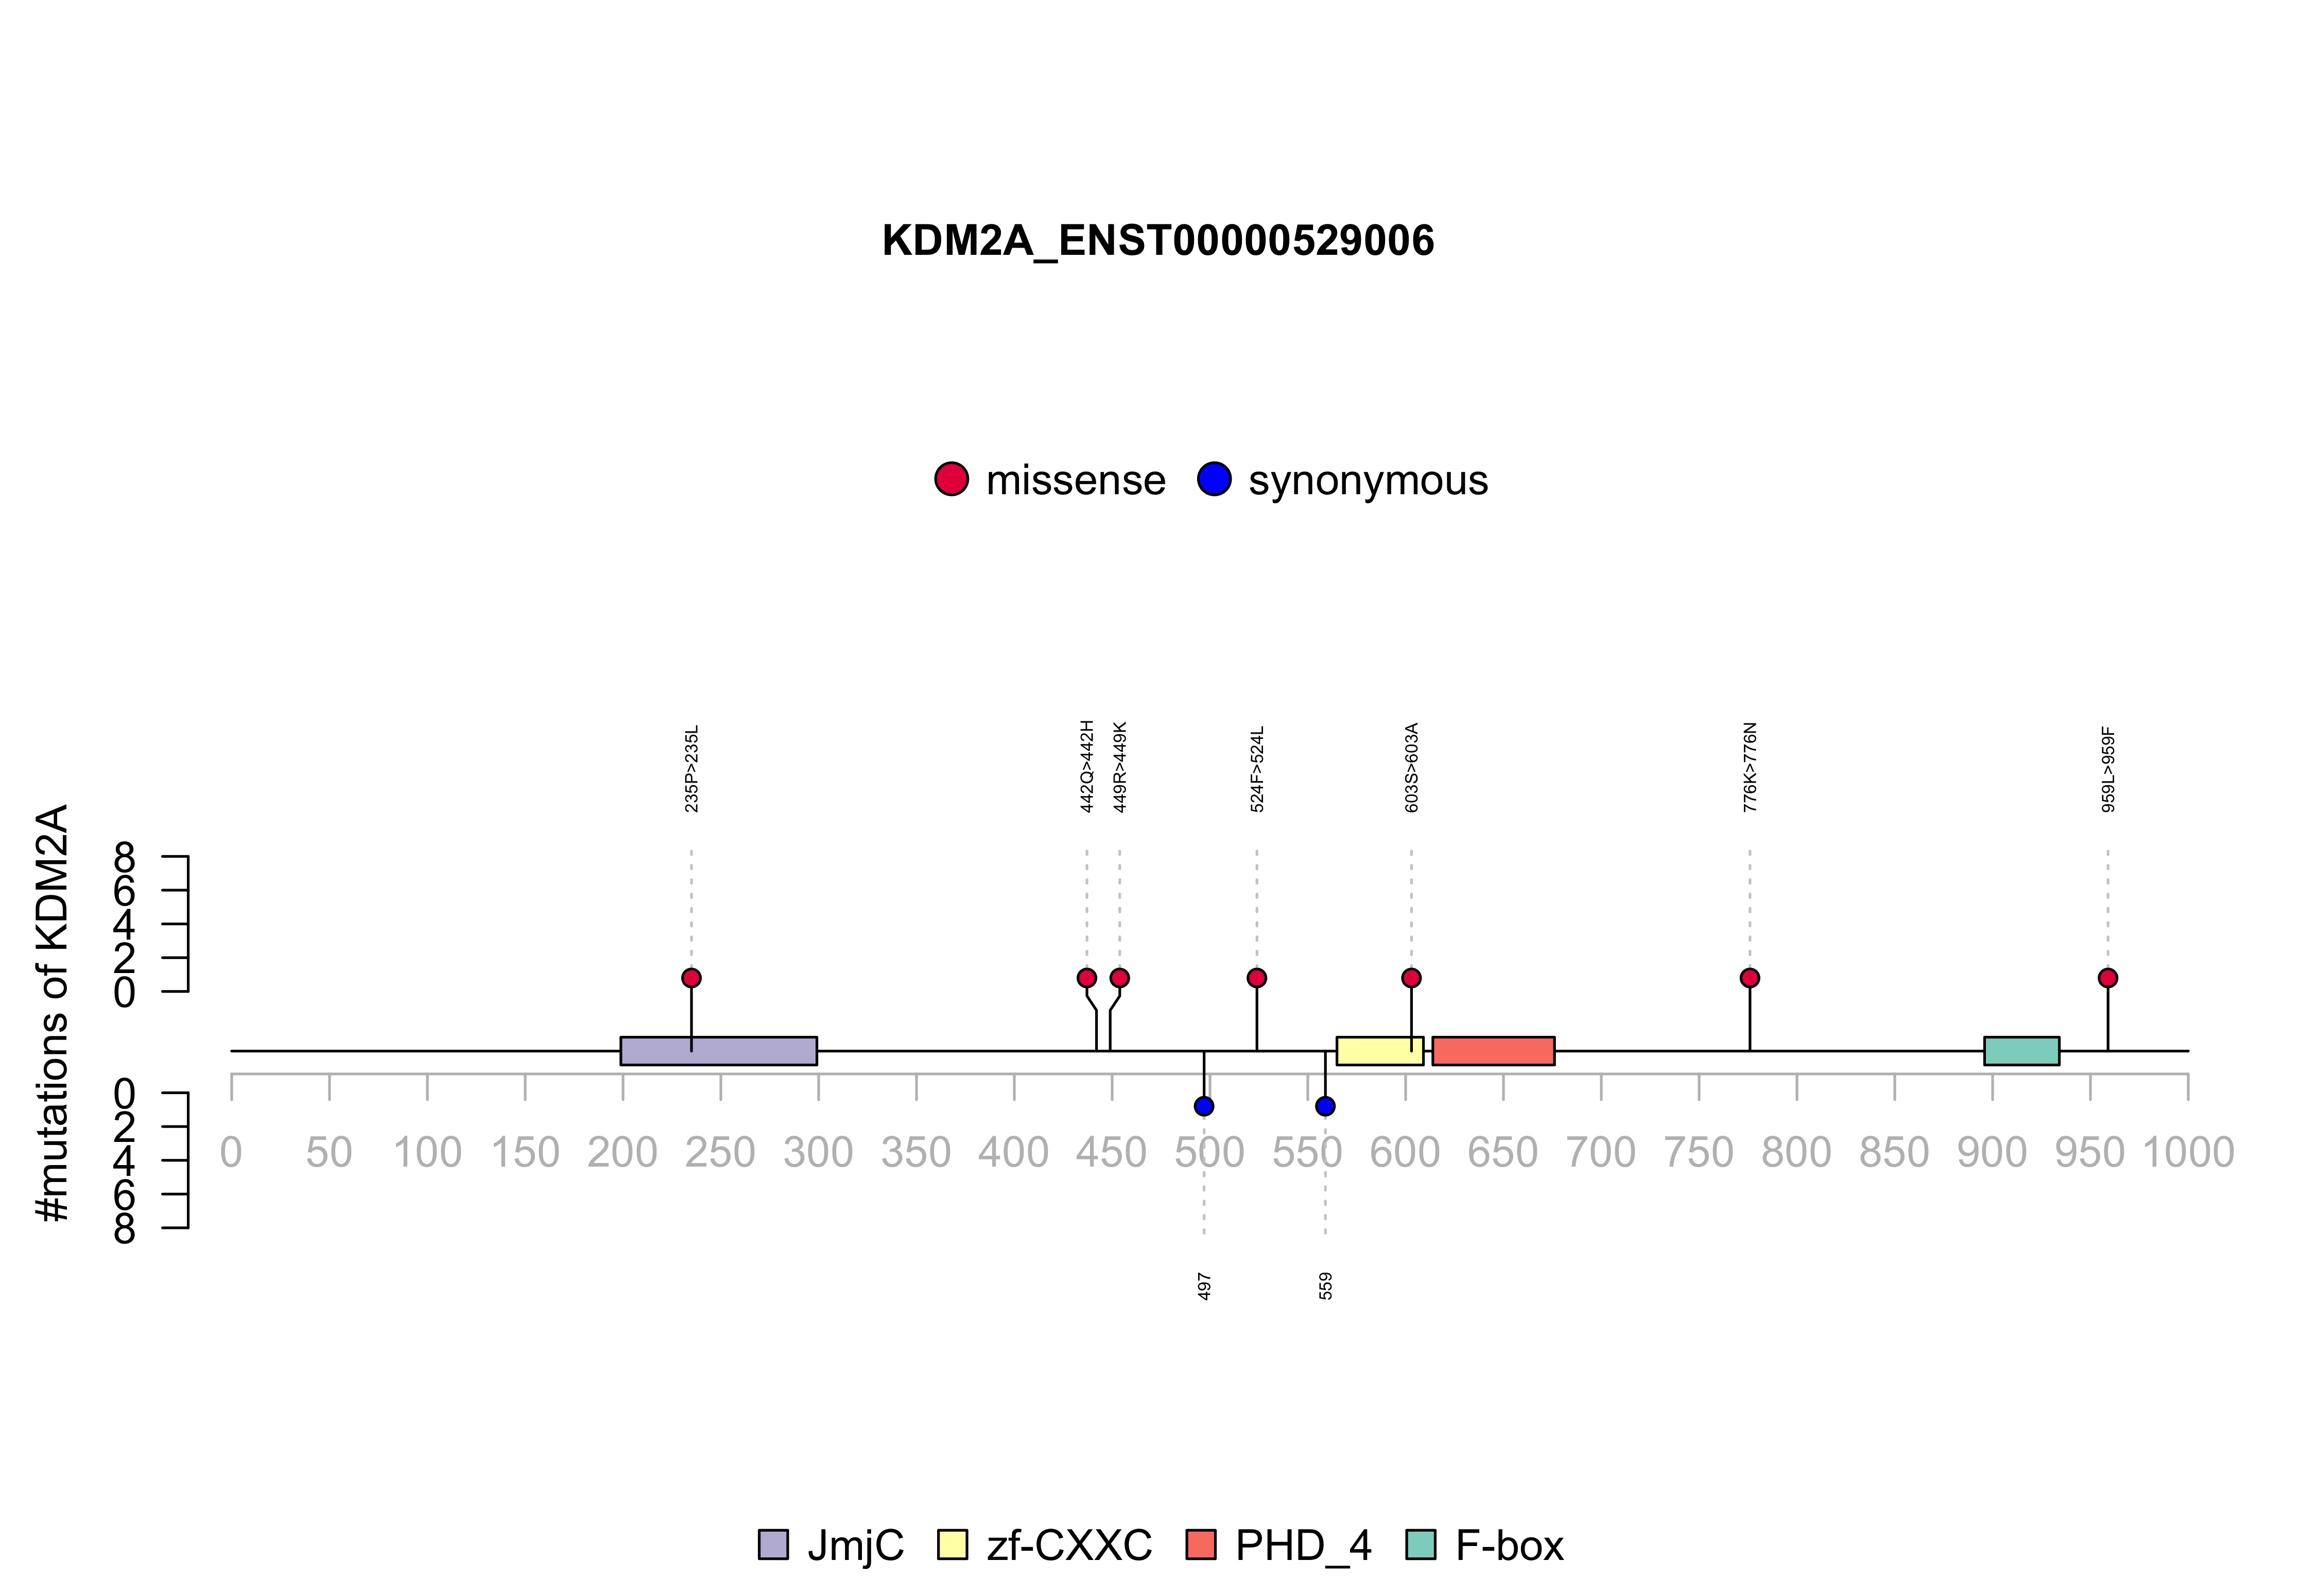 KDM2A_ENST00000529006
missense synonymous
235P>235L
442Q>442H
449R>449K
524F>524L
603S>603A
776K>776N
959L>959F
#mutations of KDM2A
8
6
4
2
0
0
2
4
6
8
0 50 100 150 200 250 300 350 400 450 500 550 600 650 700 750 800 850 900 950 1000
497
559
JmjC zf-CXXC PHD_4 F-box